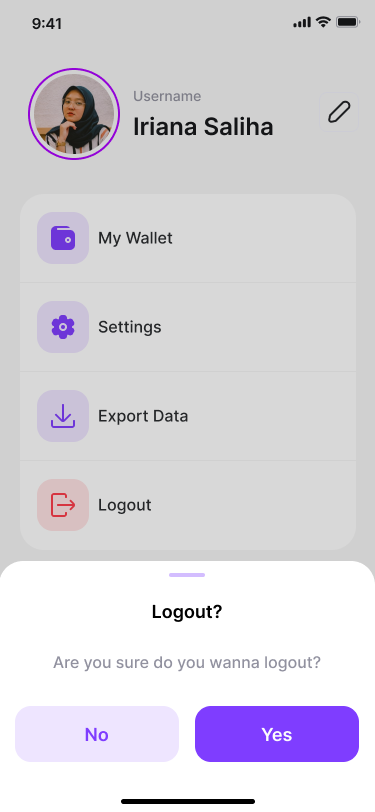 9:41
Username
Iriana Saliha
My Wallet
Settings
Export Data
Logout
Logout?
Are you sure do you wanna logout?
No
Yes